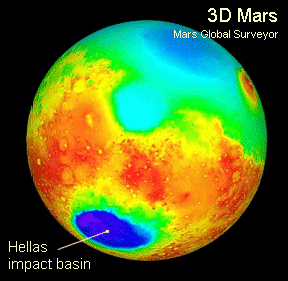 3D Mars
Mars Global Surveyor
Hellas
impact basin